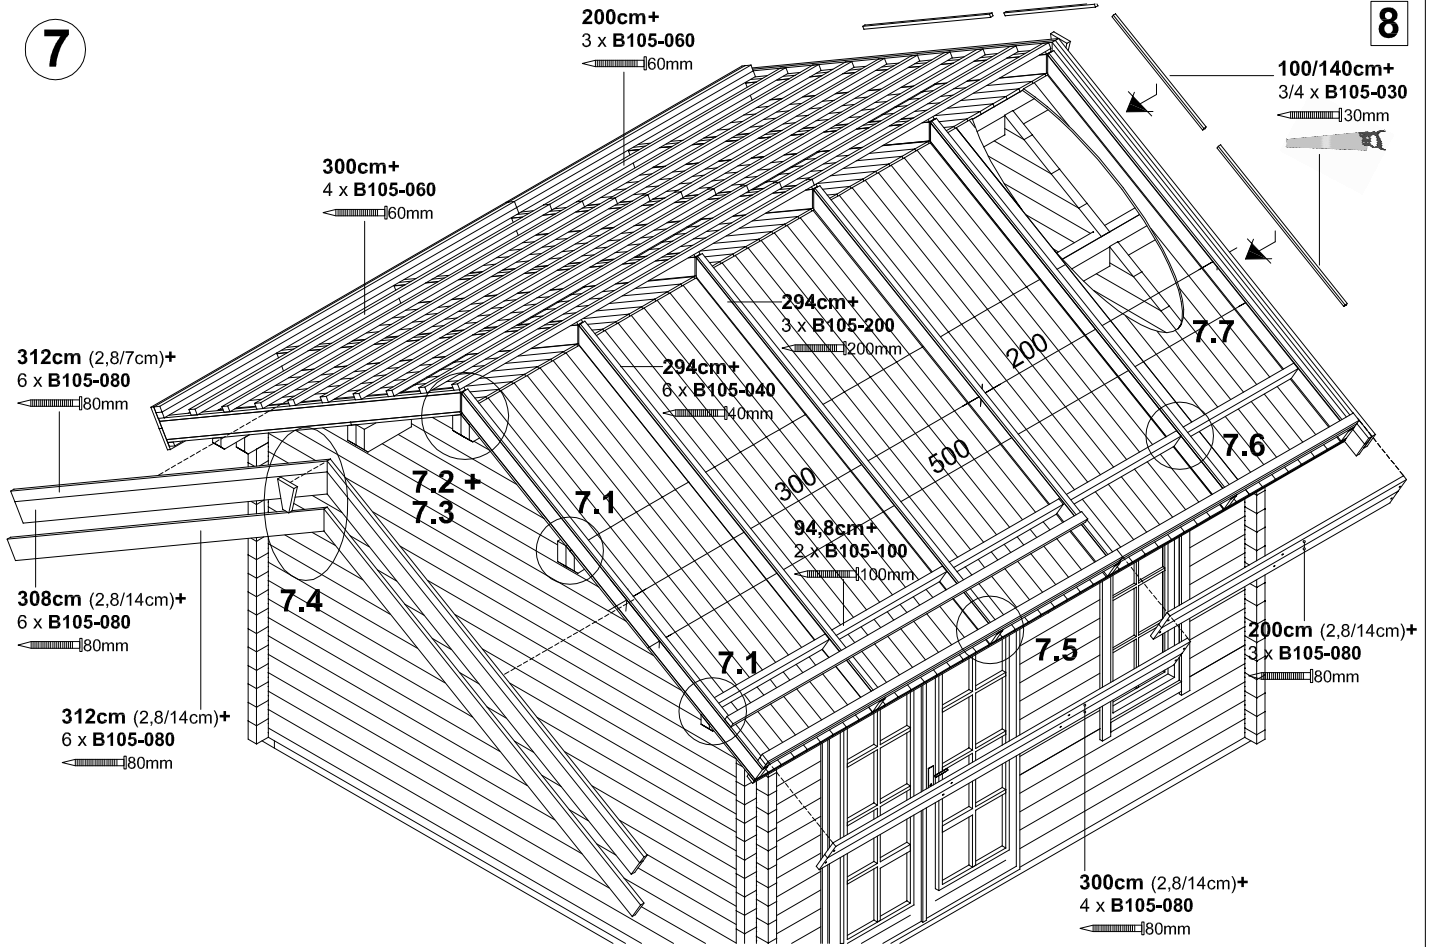 7
200cm+
3 x B105-060
60mm
8
100/140cm+
3/4 x B105-030
30mm
300cm+
4 x B105-060
60mm
312cm (2,8/7cm)+
6 x B105-080
80mm
294cm+
3 x B105-200
200mm
294cm+
6 x B105-040
40mm
200
7.7
7.2 +
7.3
7.1
300
500
7.6
94,8cm+
2 x B105-100
100mm
308cm (2,8/14cm)+
6 x B105-080
80mm
7.4
7.1
7.5
200cm (2,8/14cm)+
3 x B105-080
80mm
312cm (2,8/14cm)+
6 x B105-080
80mm
300cm (2,8/14cm)+
4 x B105-080
80mm